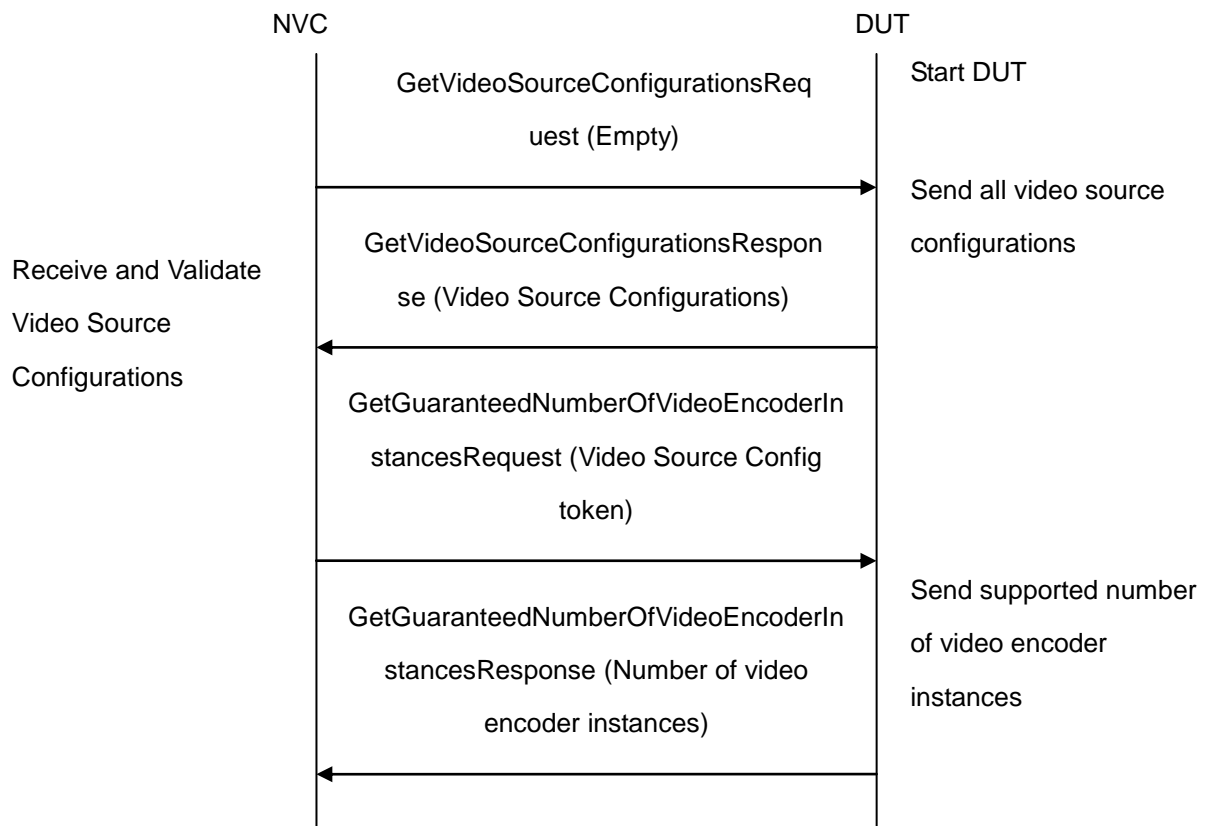 NVC
DUT
Start DUT
GetVideoSourceConfigurationsReq
uest (Empty)
Send all video source
configurations
GetVideoSourceConfigurationsRespon
se (Video Source Configurations)
Receive and Validate
Video Source
Configurations
GetGuaranteedNumberOfVideoEncoderIn
stancesRequest (Video Source Config
token)
Send supported number
of video encoder
instances
GetGuaranteedNumberOfVideoEncoderIn
stancesResponse (Number of video
encoder instances)